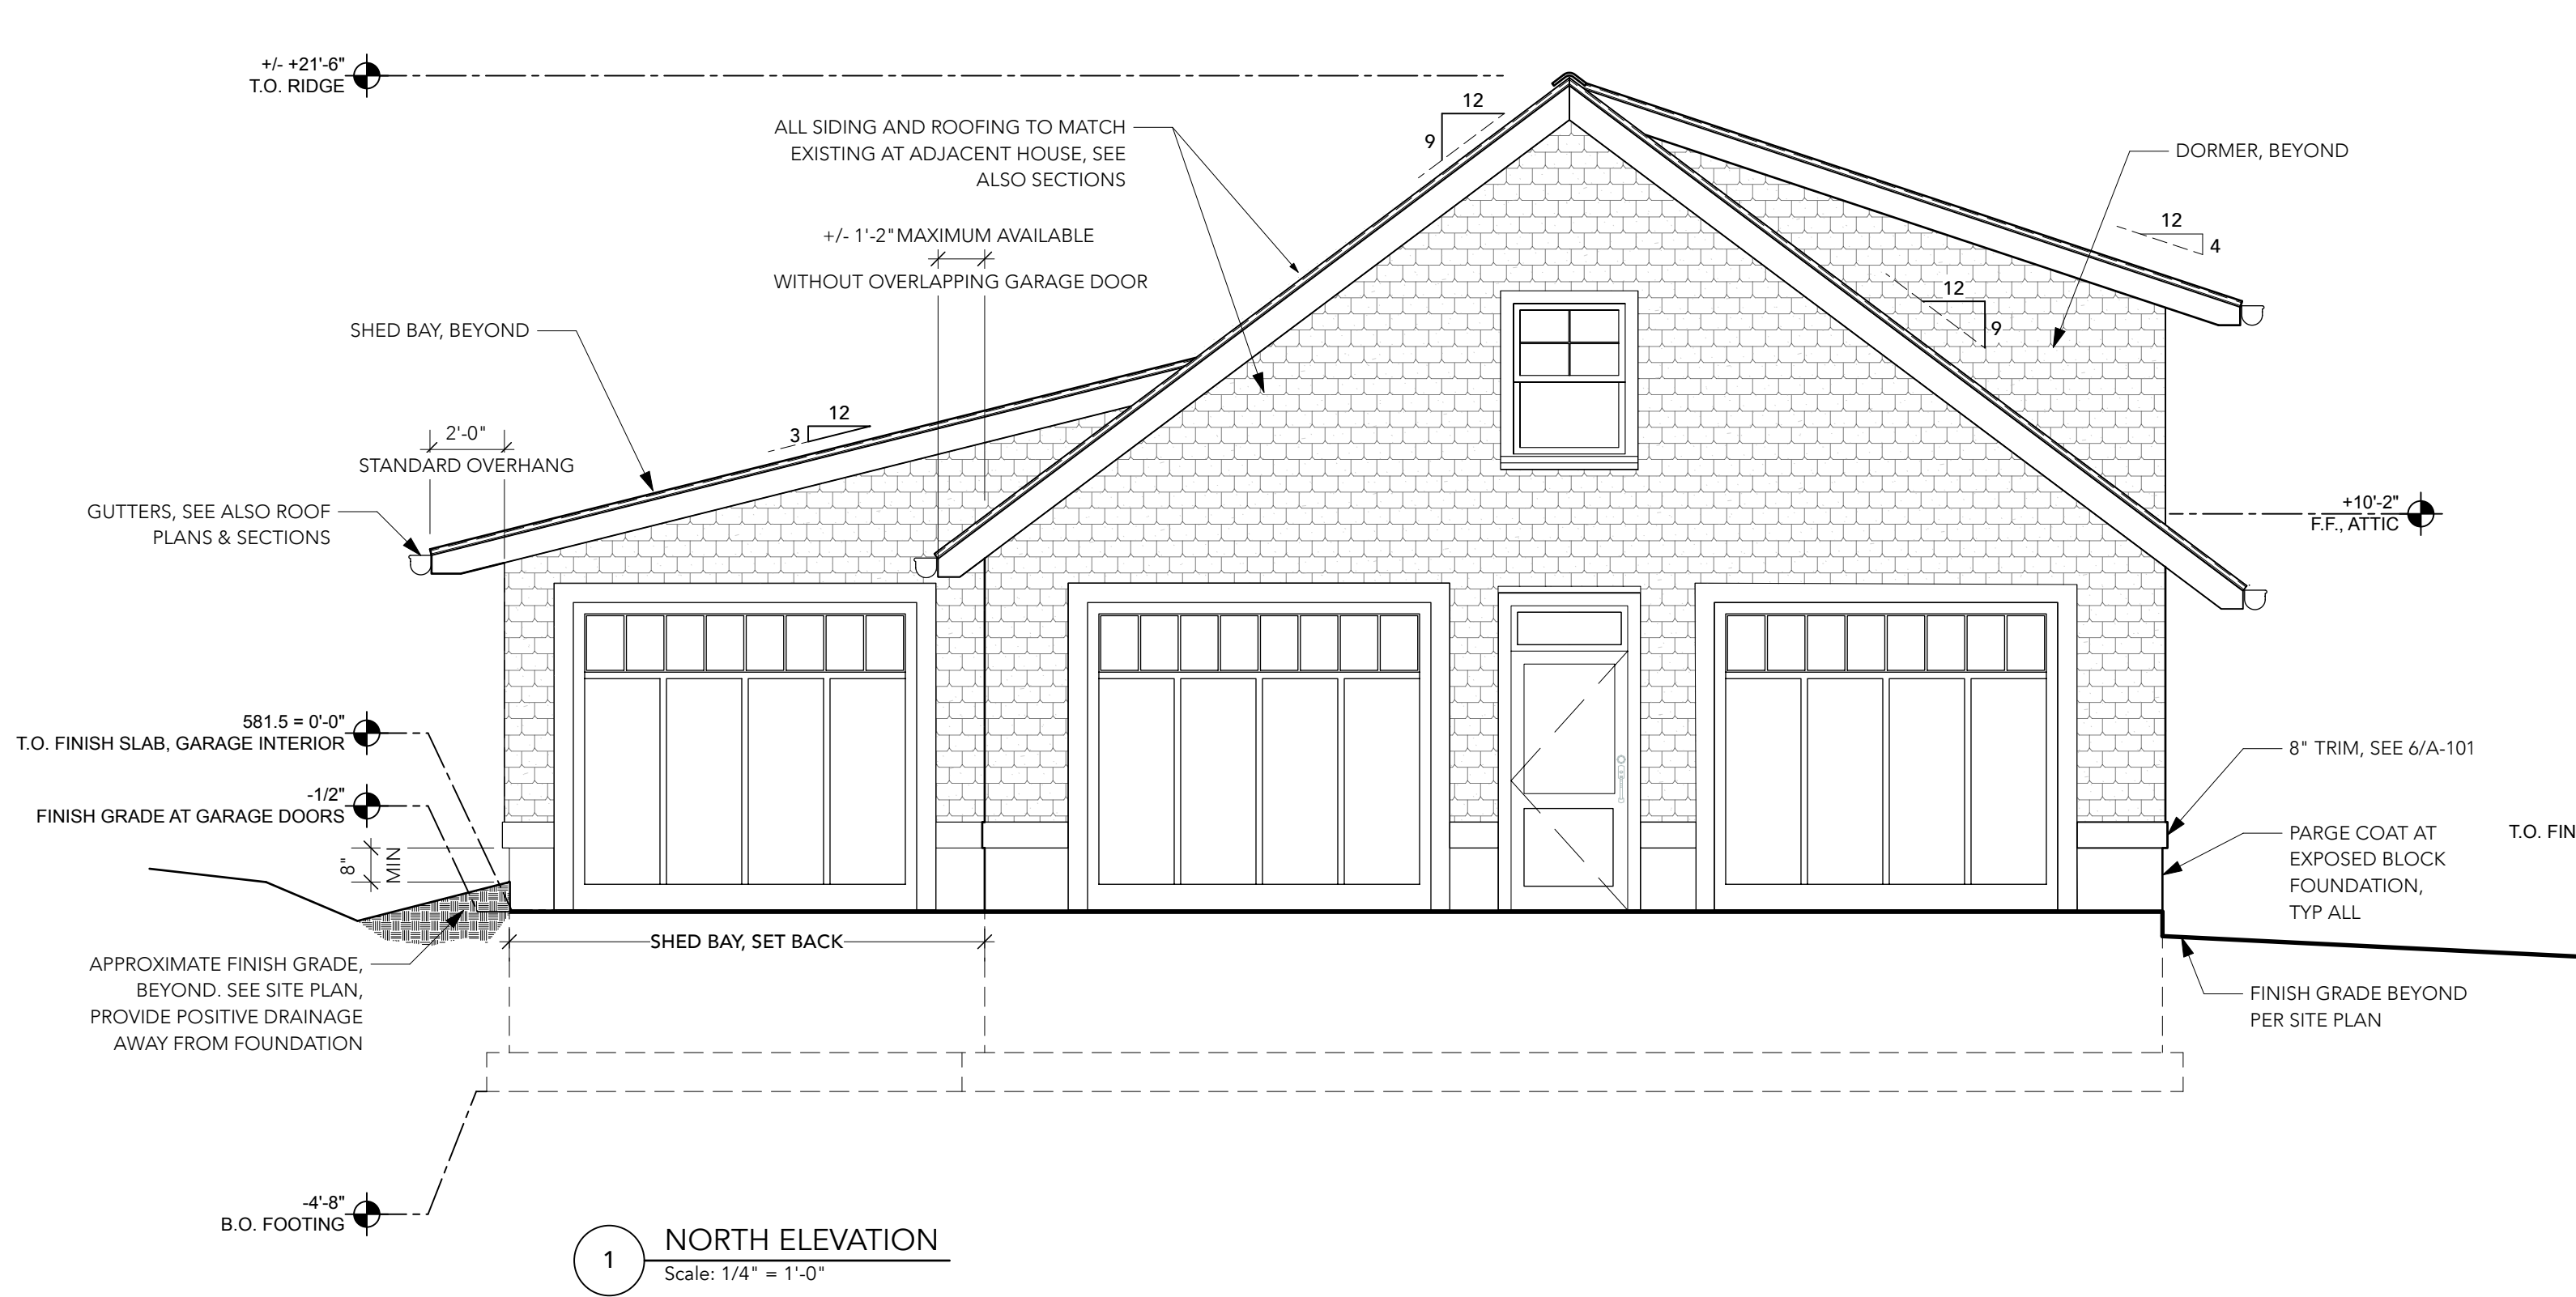 +/- +21'-6"
T.O. RIDGE
12
9
ALL SIDING AND ROOFING TO MATCH
EXISTING AT ADJACENT HOUSE, SEE
ALSO SECTIONS
DORMER, BEYOND
12
4
+/- 1'-2" MAXIMUM AVAILABLE
WITHOUT OVERLAPPING GARAGE DOOR
12
9
SHED BAY, BEYOND
12
3
2'-0"
STANDARD OVERHANG
GUTTERS, SEE ALSO ROOF
PLANS & SECTIONS
+10'-2"
F.F., ATTIC
581.5 = 0'-0"
T.O. FINISH SLAB, GARAGE INTERIOR
-1/2"
FINISH GRADE AT GARAGE DOORS
8"
MIN
8" TRIM, SEE 6/A-101
PARGE COAT AT
EXPOSED BLOCK
FOUNDATION,
TYP ALL
T.O. FIN
SHED BAY, SET BACK
APPROXIMATE FINISH GRADE,
BEYOND. SEE SITE PLAN,
PROVIDE POSITIVE DRAINAGE
AWAY FROM FOUNDATION
FINISH GRADE BEYOND
PER SITE PLAN
-4'-8"
B.O. FOOTING
1
NORTH ELEVATION
Scale: 1/4" = 1'-0"